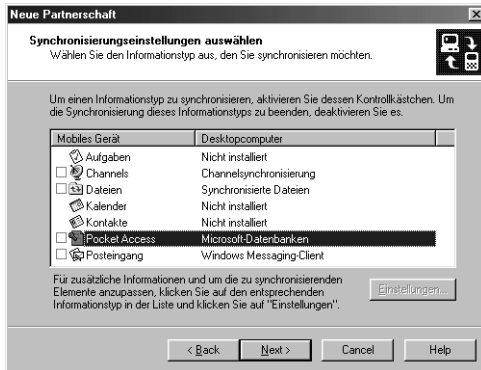 Neue Partnerschaft
Synchronisierungseinstellungen auswählen
Wählen Sie den Informationstyp aus, den Sie synchronisieren möchten.
Um einen Informationstyp zu synchronisieren, aktivieren Sie dessen Kontrollkästchen. Um
die Synchronisierung dieses Informationstyps zu beenden, deaktivieren Sie es.
Mobiles Gerät Desktopcomputer
Aufgaben Nicht installiert
Channels Channelsynchronisierung
Dateien Synchronisierte Dateien
Kalender Nicht installiert
Kontakte Nicht installiert
Pocket Access Microsoft-Datenbanken
Posteingang Windows Messaging-Client
Für zusätzliche Informationen und um die zu synchronisierenden
Elemente anzupassen, klicken Sie auf den entsprechenden
Informationstyp in der Liste und klicken Sie auf "Einstellungen".
Einstellungen...
< Back Next > Cancel Help